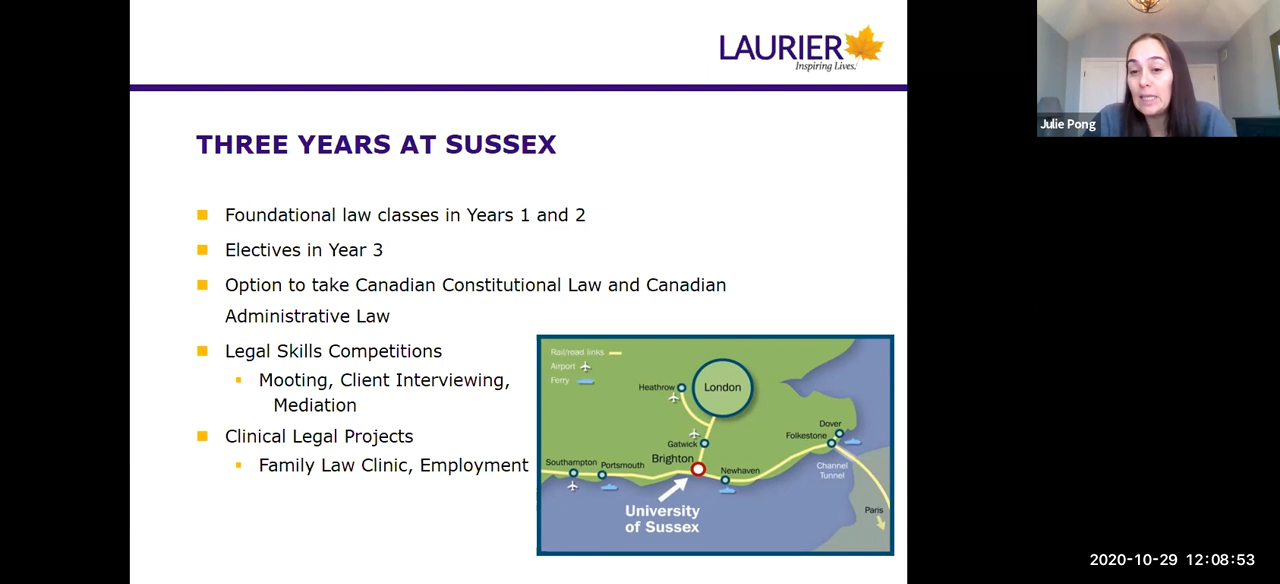 LAURIER
Inspiring Lives.
Julie Pong
THREE YEARS AT SUSSEX
Foundational law classes in Years 1 and 2
Electives in Year 3
Option to take Canadian Constitutional Law and Canadian
Administrative Law
Legal Skills Competitions
Mooting, Client Interviewing,
Mediation
Clinical Legal Projects
Family Law Clinic, Employment
Rail/read links
Airport
Ferry
Heathrow
London
Gatwick
Dover
Folkestone
Brighton
Southampton
Portsmouth
Newhaven
Channel
Tunnel
Paris
University
of Sussex
2020-10-29 12:08:53